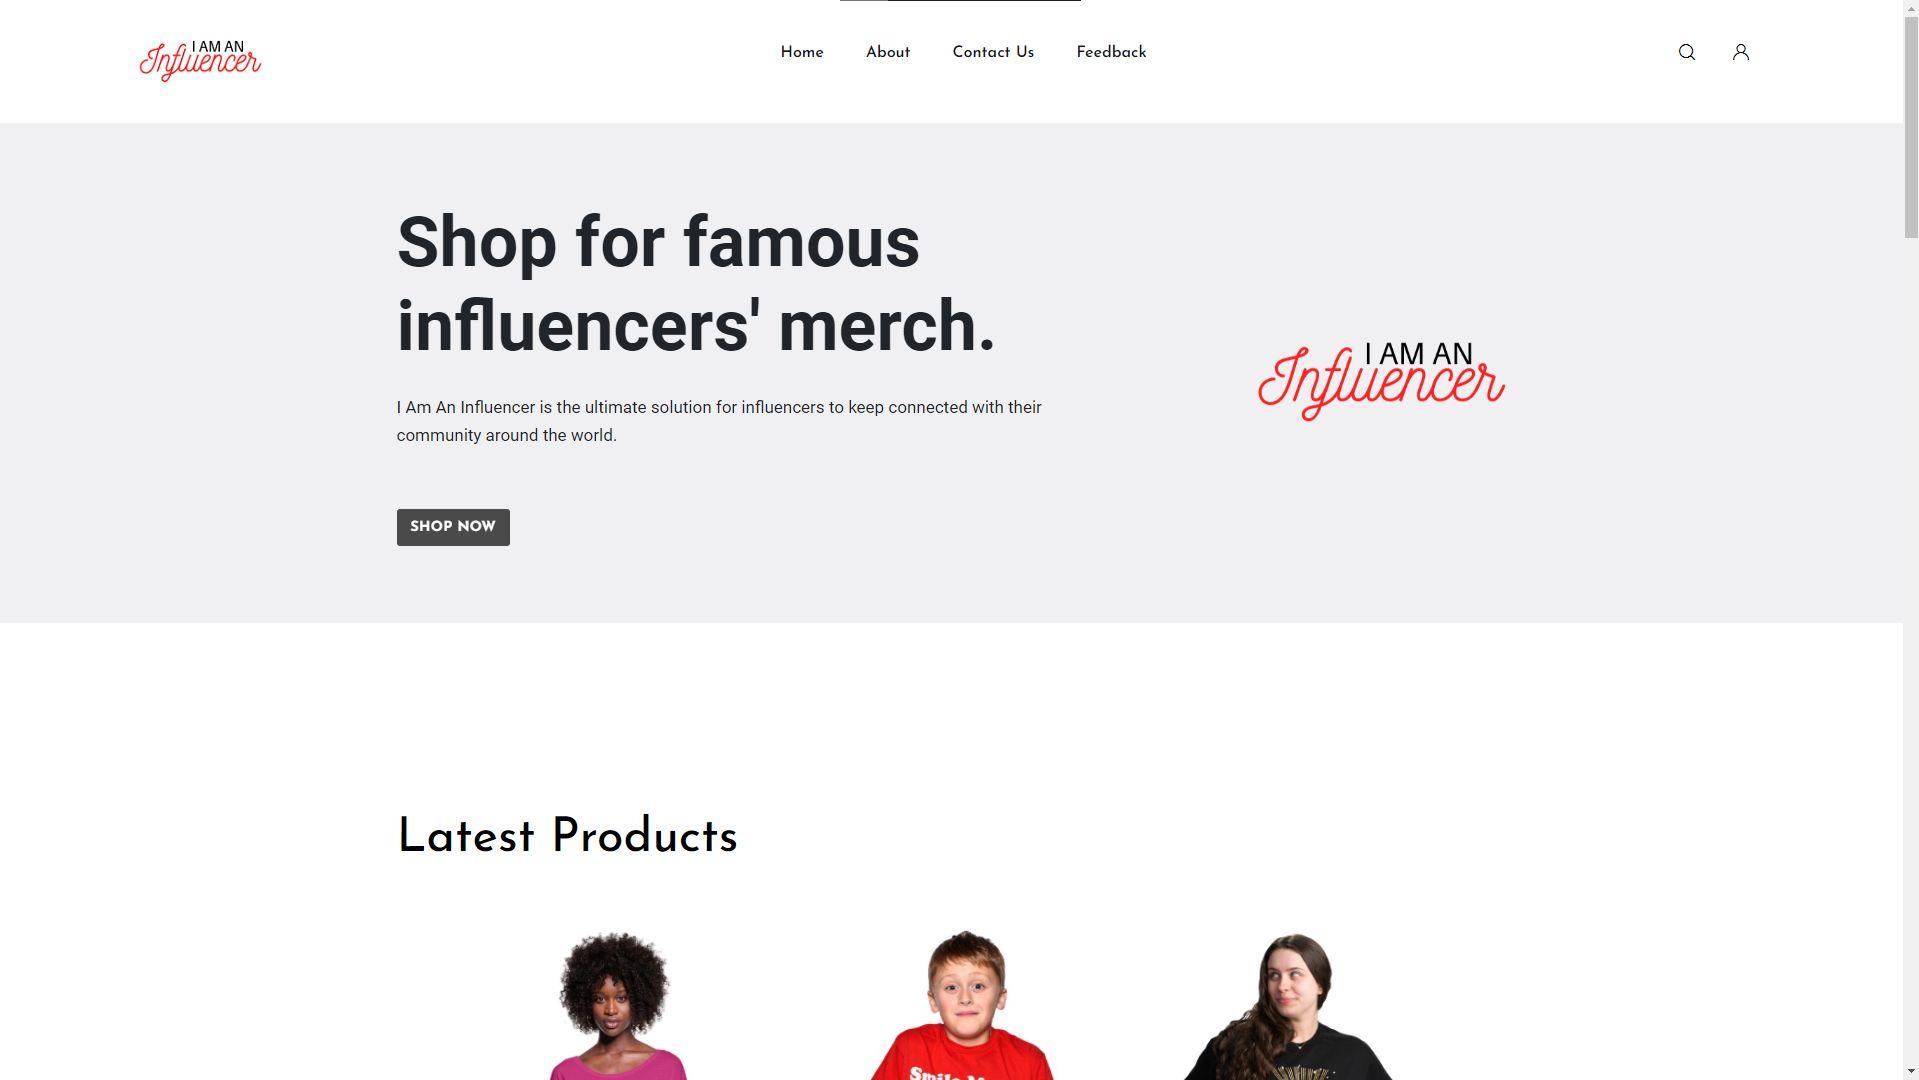 I AM AN
Influencer
Home
About
Contact Us
Feedback
Shop for famous
influencers' merch.
I Am An Influencer is the ultimate solution for influencers to keep connected with their
community around the world.
SHOP NOW
I AM AN
Influencer
Latest Products